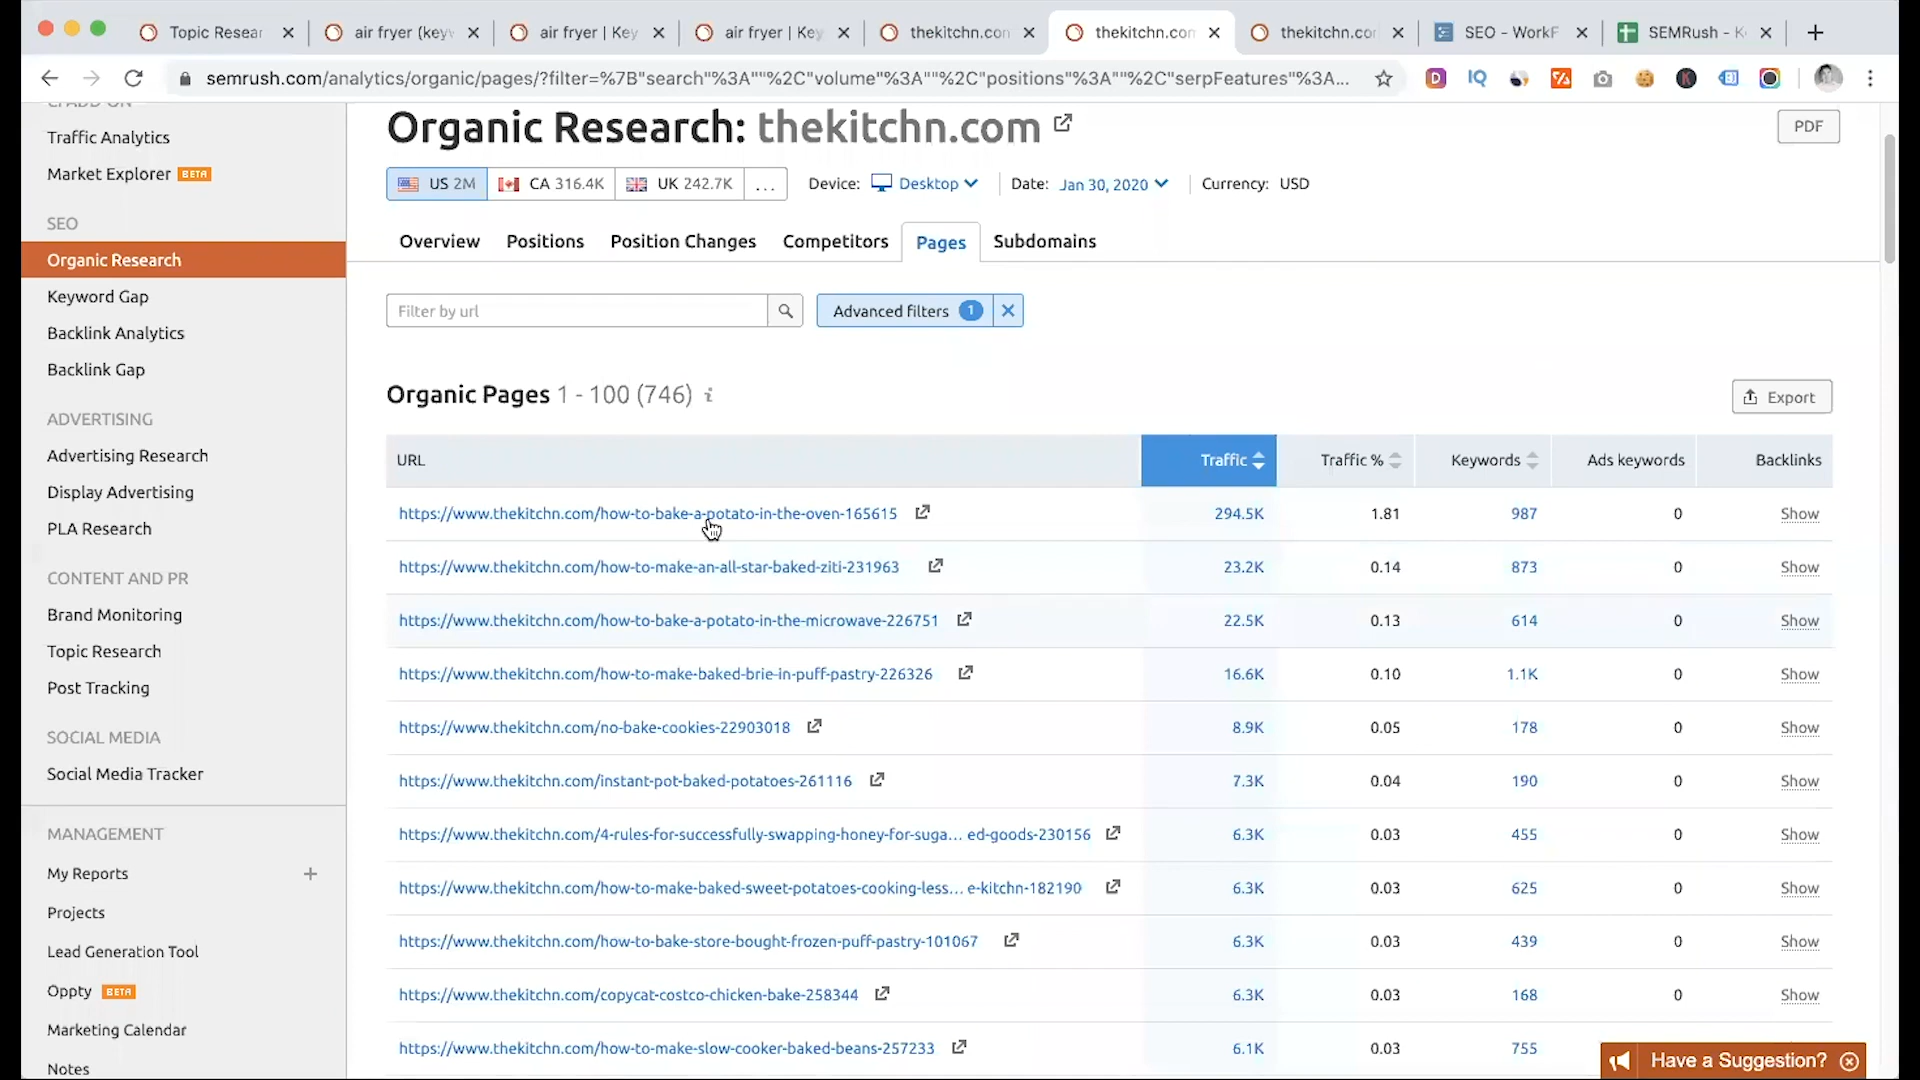 Topic Resear
air fryer (keyw
air fryer | Key
air fryer | Key
thekitchn.con
thekitchn.con
thekitchn.co
SEO - WorkF
SEMRush - K
semrush.com/analytics/organic/pages/?filter=%7B"search"%3A""%2C"volume"%3A""%2C"positions"%3A""%2C"serpFeatures"%3A...
Traffic Analytics
Market Explorer BETA
SEO
Organic Research
Keyword Gap
Backlink Analytics
Backlink Gap
ADVERTISING
Advertising Research
Display Advertising
PLA Research
CONTENT AND PR
Brand Monitoring
Topic Research
Post Tracking
SOCIAL MEDIA
Social Media Tracker
MANAGEMENT
My Reports +
Projects
Lead Generation Tool
Oppty BETA
Marketing Calendar
Notes
Organic Research: thekitchn.com
PDF
US 2M CA 316.4K UK 242.7K ... Device: Desktop Date: Jan 30, 2020 Currency: USD
Overview Positions Position Changes Competitors Pages Subdomains
Filter by url Advanced filters 1
Organic Pages 1 - 100 (746) i
Export
URL Traffic Traffic % Keywords Ads keywords Backlinks
https://www.thekitchn.com/how-to-bake-a-potato-in-the-oven-165615 294.5K 1.81 987 0 Show
https://www.thekitchn.com/how-to-make-an-all-star-baked-ziti-231963 23.2K 0.14 873 0 Show
https://www.thekitchn.com/how-to-bake-a-potato-in-the-microwave-226751 22.5K 0.13 614 0 Show
https://www.thekitchn.com/how-to-make-baked-brie-in-puff-pastry-226326 16.6K 0.10 1.1K 0 Show
https://www.thekitchn.com/no-bake-cookies-22903018 8.9K 0.05 178 0 Show
https://www.thekitchn.com/instant-pot-baked-potatoes-261116 7.3K 0.04 190 0 Show
https://www.thekitchn.com/4-rules-for-successfully-swapping-honey-for-suga... ed-goods-230156 6.3K 0.03 455 0 Show
https://www.thekitchn.com/how-to-make-baked-sweet-potatoes-cooking-less... e-kitchn-182190 6.3K 0.03 625 0 Show
https://www.thekitchn.com/how-to-bake-store-bought-frozen-puff-pastry-101067 6.3K 0.03 439 0 Show
https://www.thekitchn.com/copycat-costco-chicken-bake-258344 6.3K 0.03 168 0 Show
https://www.thekitchn.com/how-to-make-slow-cooker-baked-beans-257233 6.1K 0.03 755
Have a Suggestion?